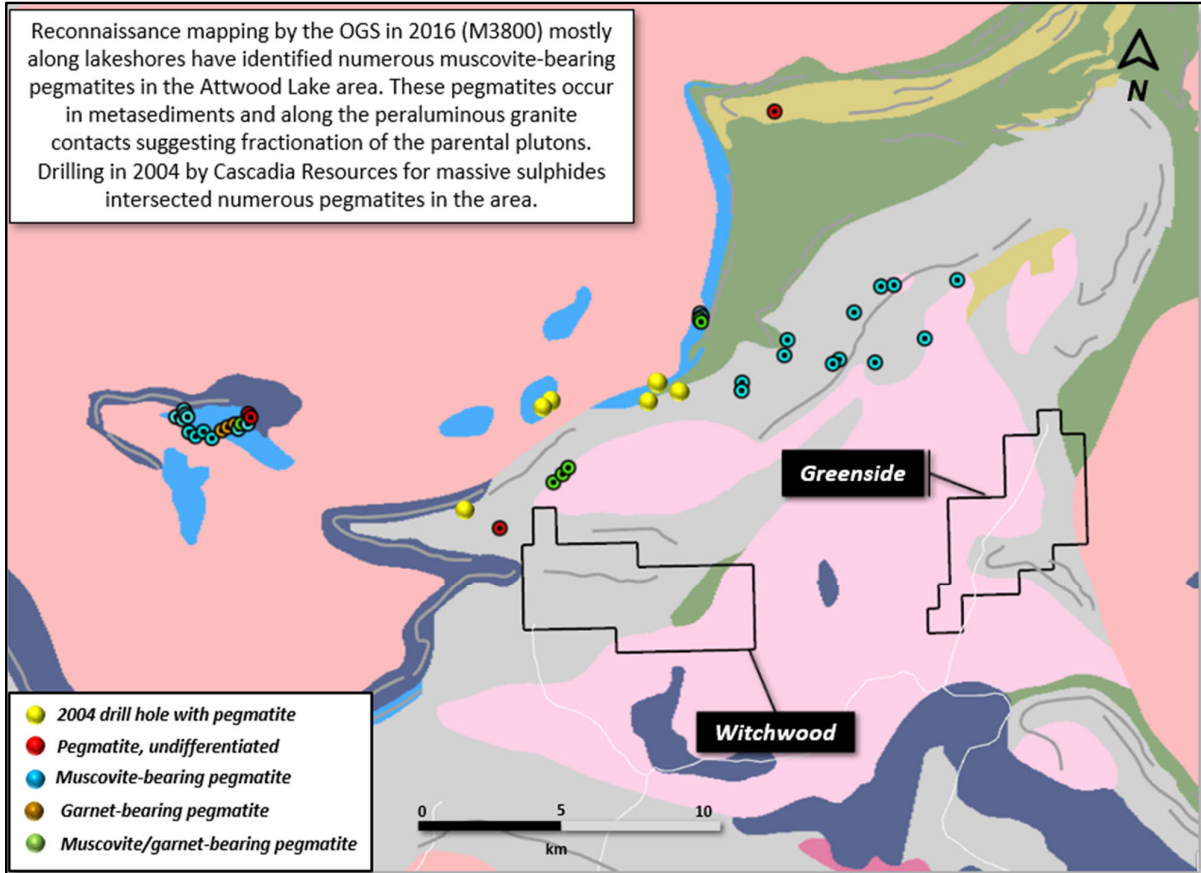 Reconnaissance mapping by the OGS in 2016 (M3800) mostly
along lakeshores have identified numerous muscovite-bearing
pegmatites in the Attwood Lake area. These pegmatites occur
in metasediments and along the peraluminous granite
contacts suggesting fractionation of the parental plutons.
Drilling in 2004 by Cascadia Resources for massive sulphides
intersected numerous pegmatites in the area.
N
Greenside
Witchwood
2004 drill hole with pegmatite
Pegmatite, undifferentiated
Muscovite-bearing pegmatite
Garnet-bearing pegmatite
Muscovite/garnet-bearing pegmatite
0 5 10
km